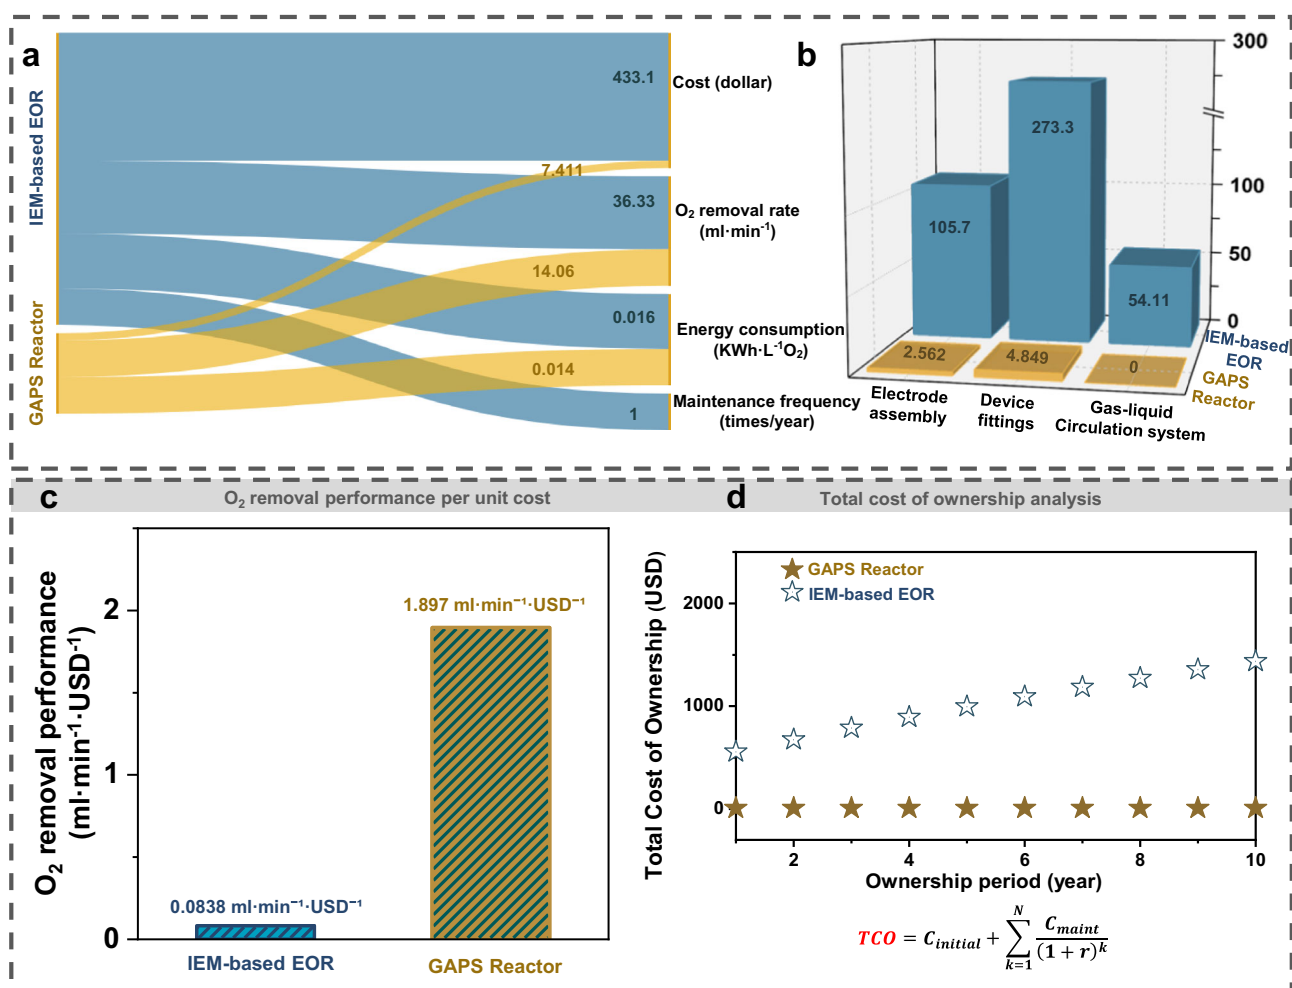 a
IEM-based EOR
GAPS Reactor
433.1
7.411
36.33
14.06
0.016
0.014
1
Cost (dollar)
O₂ removal rate
(ml·min⁻¹)
Energy consumption
(KWh·L⁻¹O₂)
Maintenance frequency
(times/year)
b
300
100
50
0
105.7
273.3
54.11
2.562
4.849
0
IEM-based
EOR
GAPS
Reactor
Electrode
assembly
Device
fittings
Gas-liquid
Circulation system
c
O₂ removal performance per unit cost
O₂ removal performance
(ml·min⁻¹·USD⁻¹)
2
1
0
1.897 ml·min⁻¹·USD⁻¹
0.0838 ml·min⁻¹·USD⁻¹
IEM-based EOR
GAPS Reactor
d
Total cost of ownership analysis
Total Cost of Ownership (USD)
GAPS Reactor
IEM-based EOR
2000
1000
0
2 4 6 8 10
Ownership period (year)
TCO = C_initial + ∑_{k=1}^{N} C_maint/(1 + r)^k